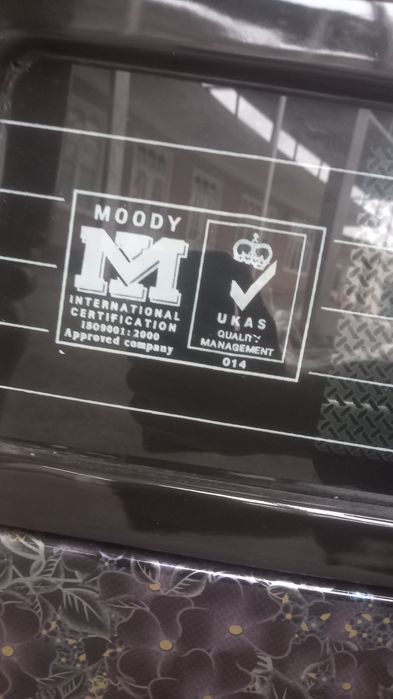 MOODY
M
INTERNATIONAL
CERTIFICATION
ISO9001:2000
Approved company
UKAS
QUALITY
MANAGEMENT
014